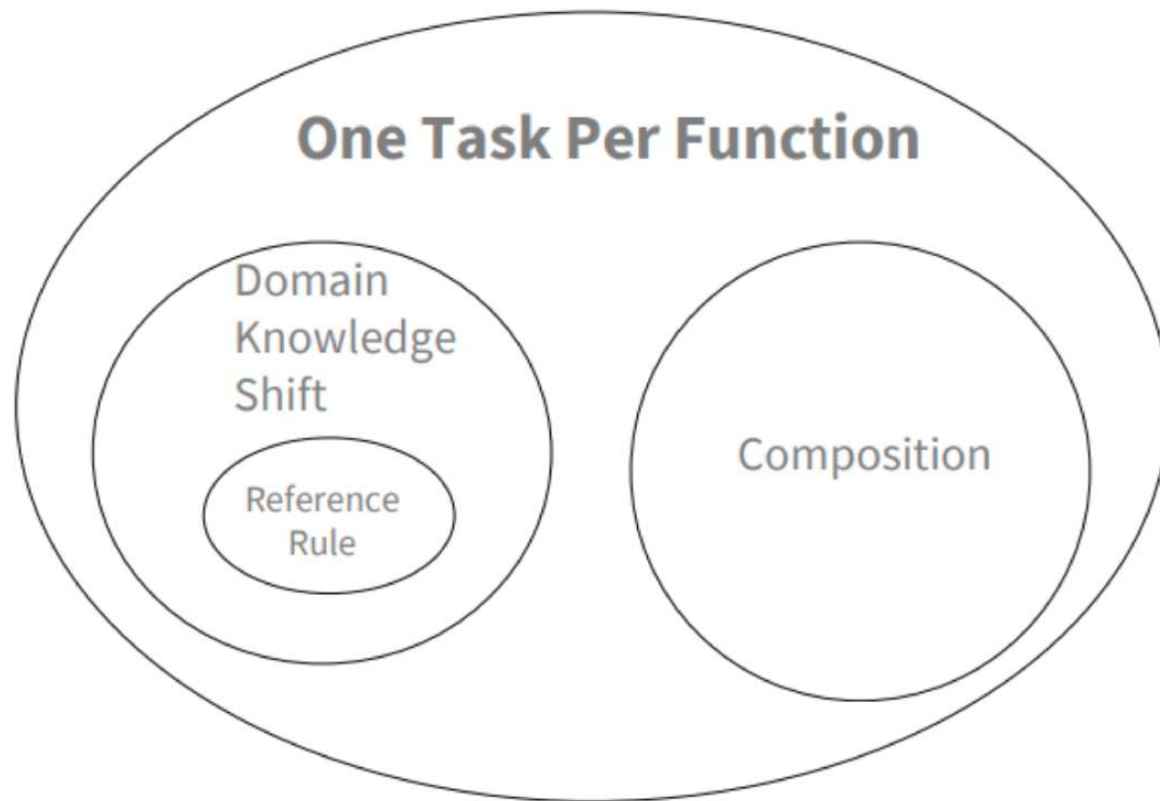 One Task Per Function
Domain
Knowledge
Shift
Reference
Rule
Composition